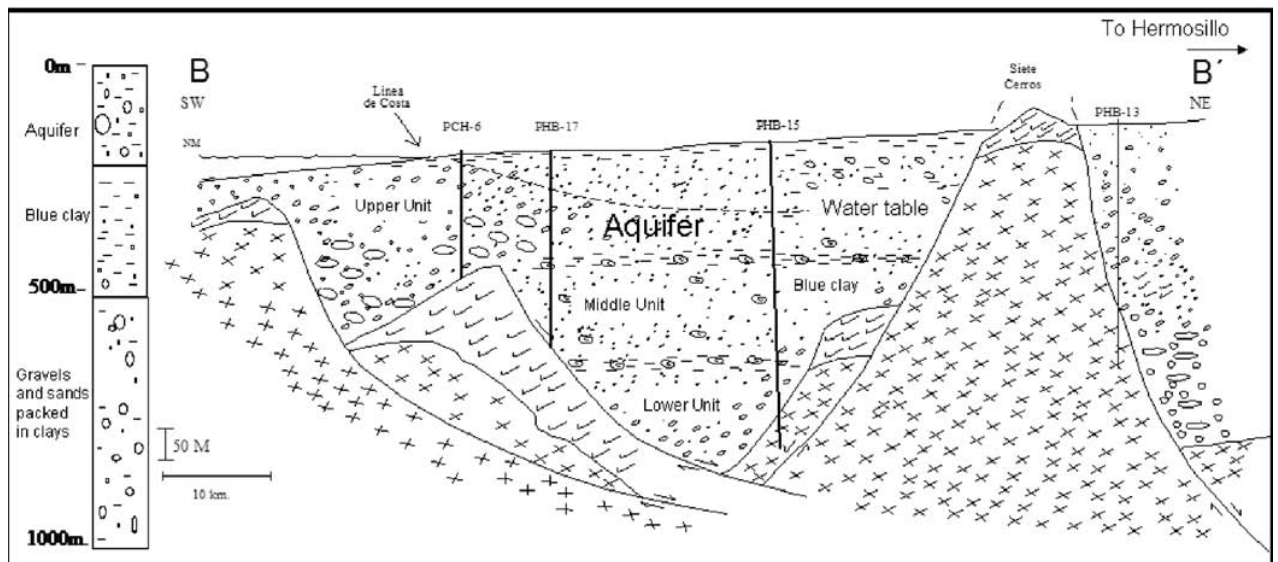 To Hermosillo
0m
B
SW
Linea
de Costa
Siete
Cerros
B´
NE
Aquifer
NM
PCH-6
PHB-17
PHB-15
PHB-13
Upper Unit
Aquifer
Water table
Blue clay
500m
Middle Unit
Blue clay
Gravels
and sands
packed
in clays
Lower Unit
50 M
10 km.
1000m